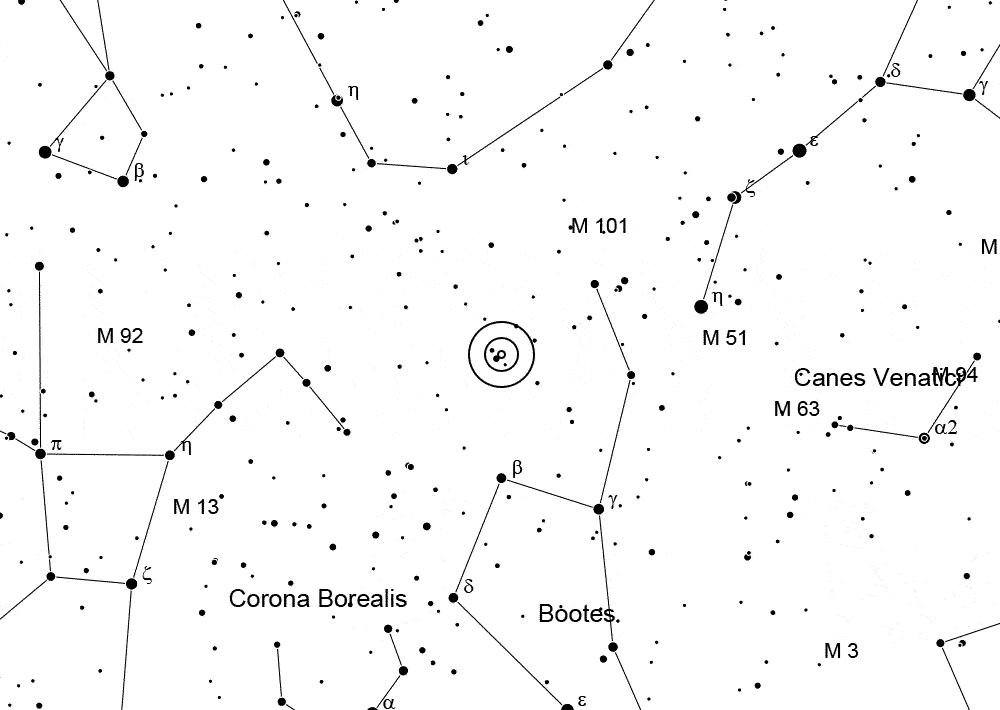 δ
γ
η
γ
ε
β
ι
ζ
M 101
M
η
M 92
M 51
Canes Venatici
M 94
M 63
α2
π
η
β
M 13
γ
ζ
δ
Corona Borealis
Bootes
M 3
α
ε